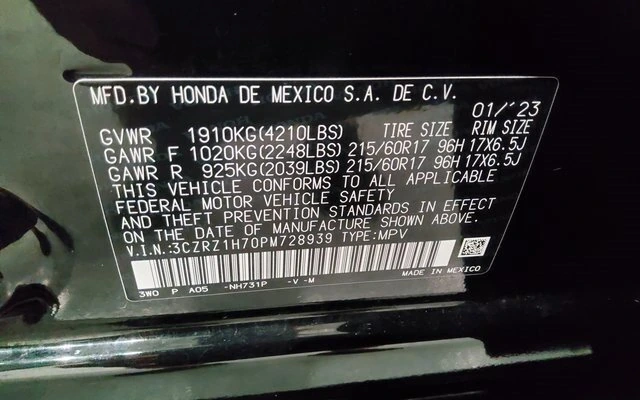 MFD.BY HONDA DE MEXICO S.A. DE C.V.
01/'23
GVWR 1910KG(4210LBS) TIRE SIZE RIM SIZE
GAWR F 1020KG(2248LBS) 215/60R17 96H 17X6.5J
GAWR R 925KG(2039LBS) 215/60R17 96H 17X6.5J
THIS VEHICLE CONFORMS TO ALL APPLICABLE
FEDERAL MOTOR VEHICLE SAFETY
AND THEFT PREVENTION STANDARDS IN EFFECT
ON THE DATE OF MANUFACTURE SHOWN ABOVE.
V.I.N.:3CZRZ1H70PM728939 TYPE:MPV
MADE IN MEXICO
3W0 P A05 -NH731P -V -M